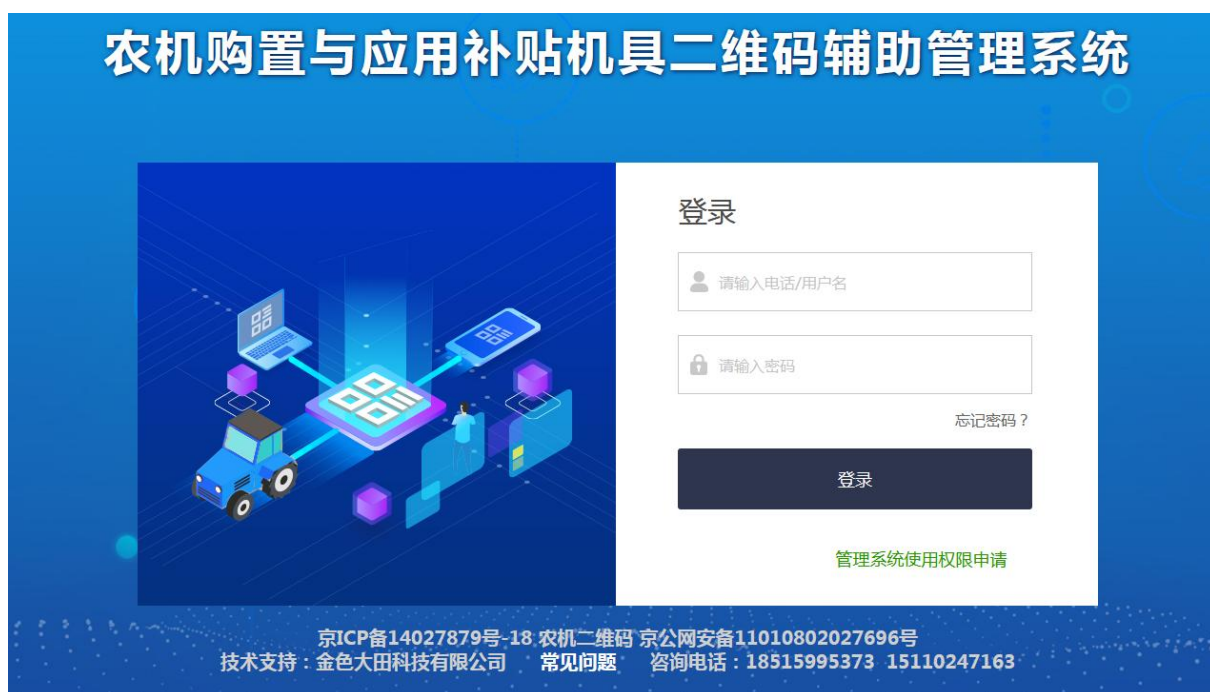 农机购置与应用补贴机具二维码辅助管理系统
登录
请输入电话/用户名
请输入密码
忘记密码？
登录
管理系统使用权限申请
京ICP备14027879号-18 农机二维码 京公网安备11010802027696号
技术支持：金色大田科技有限公司 常见问题 咨询电话：18515995373 15110247163